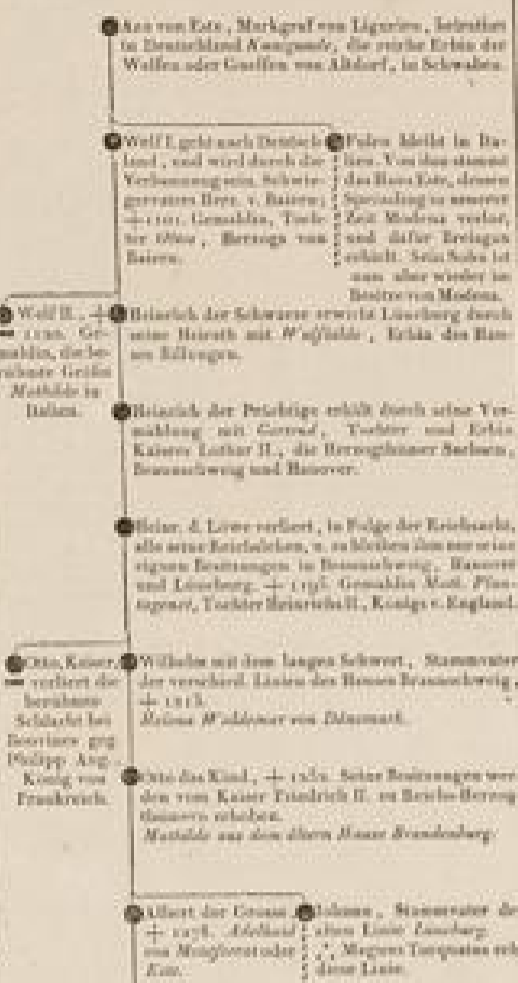 Azo von Este, Markgraf von Ligurien, heirathet
in Deutschland Kunigunde, die reiche Erbin der
Welfen oder Guelfen von Altdorf, in Schwaben.
Welf I. geht nach Deutsch-
land, und wird durch die
Verbannung sein. Schwie-
gervaters Herz. v. Baiern;
Gemahlin, Toch-
ter Ottos, Herzogs von
Baiern.
Fulco bleibt in Ita-
lien. Von ihm stammt
das Haus Este, dessen
Sprössling in unserer
Zeit Modena verlor,
und dafür Breisgau
erhielt. Sein Sohn ist
nun aber wieder im
Besitze von Modena.
Welf II., +
Ge-
mahlin, die be-
rühmte Gräfin
Mathilde in
Italien.
Heinrich der Schwarze erwirbt Lüneburg durch
seine Heirath mit Wulfhilde, Erbin des Hau-
ses Billungen.
Heinrich der Prächtige erhält durch seine Ver-
mählung mit Gertrud, Tochter und Erbin
Kaisers Lothar II., die Herzogthümer Sachsen,
Braunschweig und Hanover.
Heinr. d. Löwe verliert, in Folge der Reichsacht,
alle seine Reichslehen, u. es bleiben ihm nur seine
eignen Besitzungen in Braunschweig, Hanover
und Lüneburg. + 1195. Gemahlin Math. Plan-
tagenet, Tochter Heinrichs II., Königs v. England.
Otto, Kaiser,
verliert die
berühmte
Schlacht bei
Bouvines geg.
Philipp Aug.,
König von
Frankreich.
Wilhelm mit dem langen Schwert, Stammvater
der verschied. Linien des Hauses Braunschweig,
+ 1213.
Helena Waldemar von Dänemark.
Otto das Kind, + 1252. Seine Besitzungen wer-
den vom Kaiser Friedrich II. zu Reichs-Herzog-
thümern erhoben.
Mathilde aus dem ältern Hause Brandenburg.
Albert der Grosse,
+ Adelheid
von Montferrat oder
Este.
Johann, Stammvater de
alten Linie Lüneburg.
Magnus Torquatus erb
diese Linie.